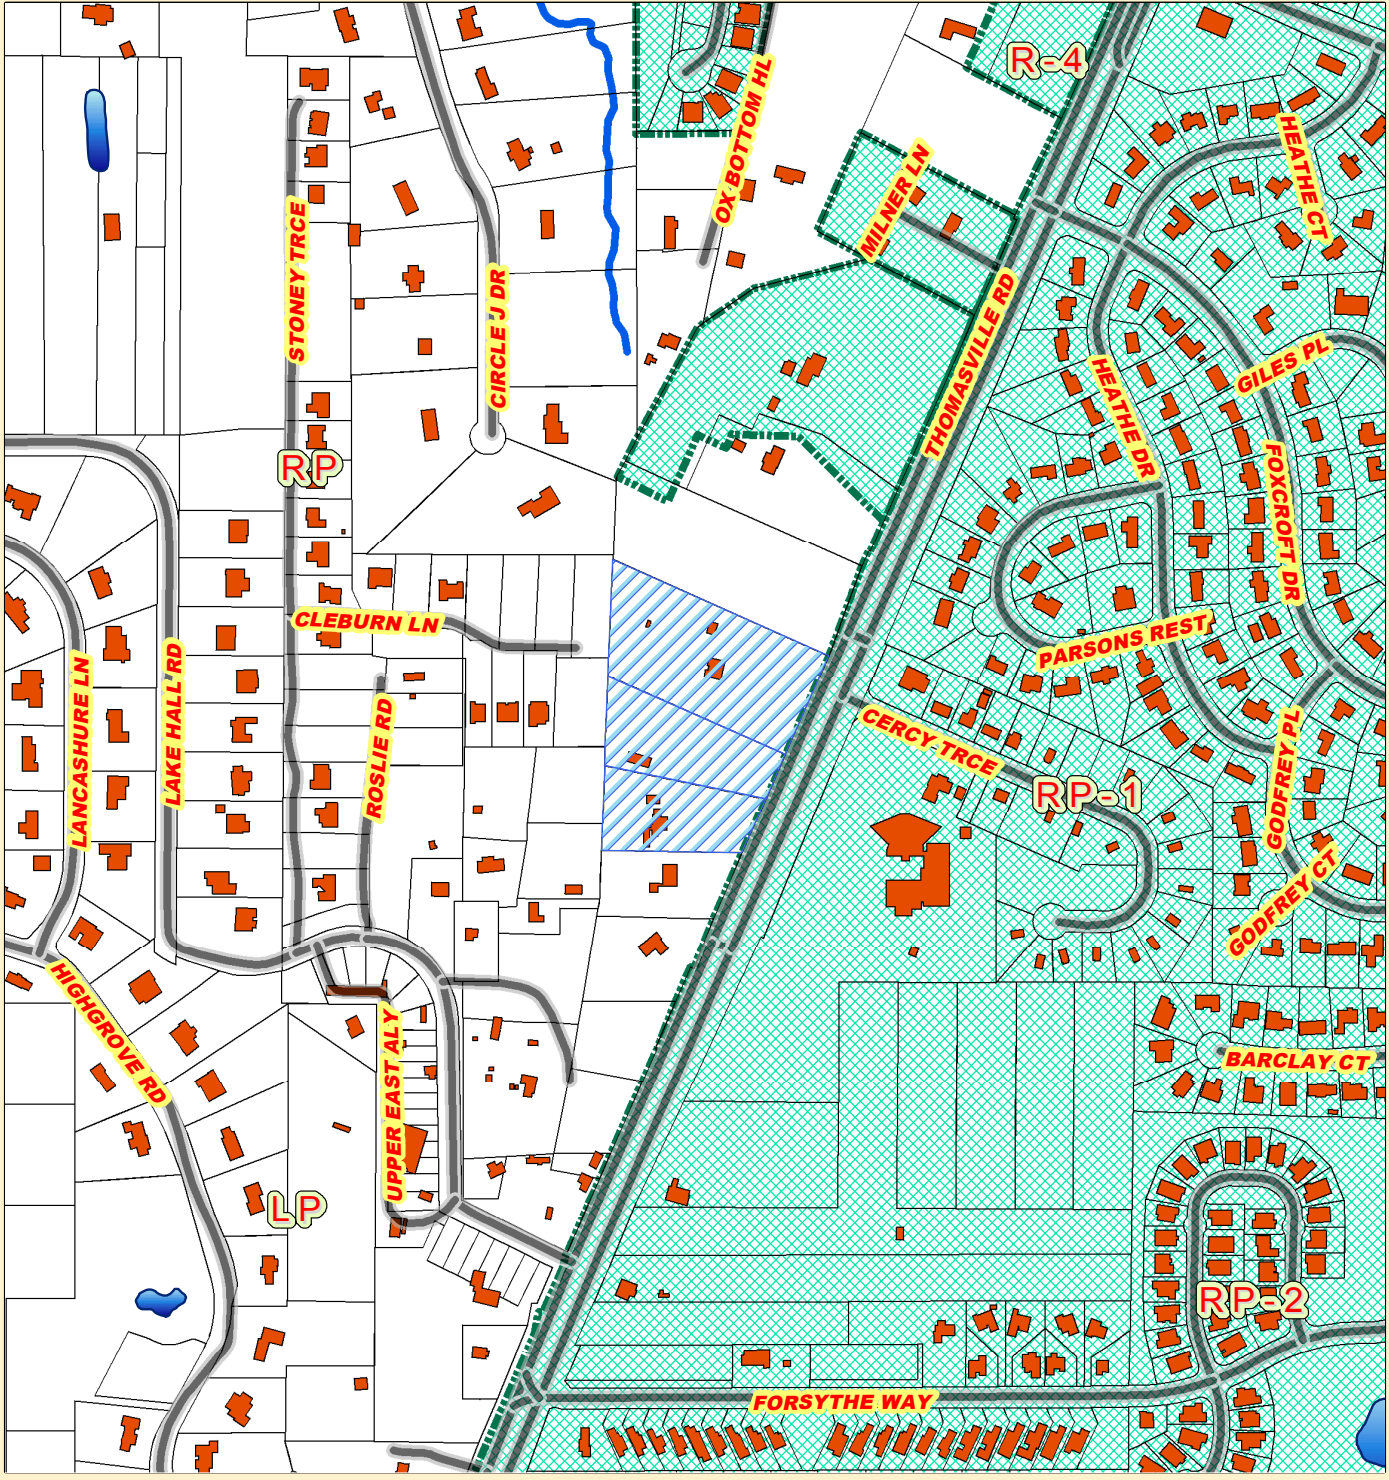 R-4
OX BOTTOM HL
HEATHE CT
MILNER LN
STONEY TRCE
CIRCLE J DR
THOMASVILLE RD
GILES PL
HEATHE DR
RP
FOXCROFT DR
CLEBURN LN
PARSONS REST
LANCASHURE LN
LAKE HALL RD
ROSLIE RD
CERCY TRCE
GODFREY PL
RP-1
GODFREY CT
HIGHGROVE RD
UPPER EAST ALY
BARCLAY CT
LP
RP-2
FORSYTHE WAY